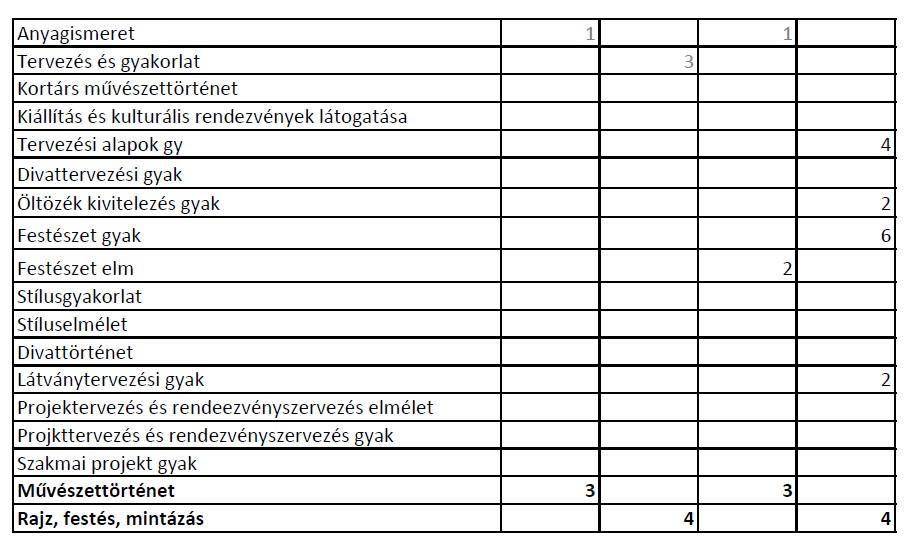 Anyagismeret 1 1
Tervezés és gyakorlat 3
Kortárs művészettörténet
Kiállítás és kulturális rendezvények látogatása
Tervezési alapok gy 4
Divattervezési gyak
Öltözék kivitelezés gyak 2
Festészet gyak 6
Festészet elm 2
Stílusgyakorlat
Stíluselmélet
Divattörténet
Látványtervezési gyak 2
Projektervezés és rendeezvényszervezés elmélet
Projkttervezés és rendezvényszervezés gyak
Szakmai projekt gyak
Művészettörténet 3 3
Rajz, festés, mintázás 4 4